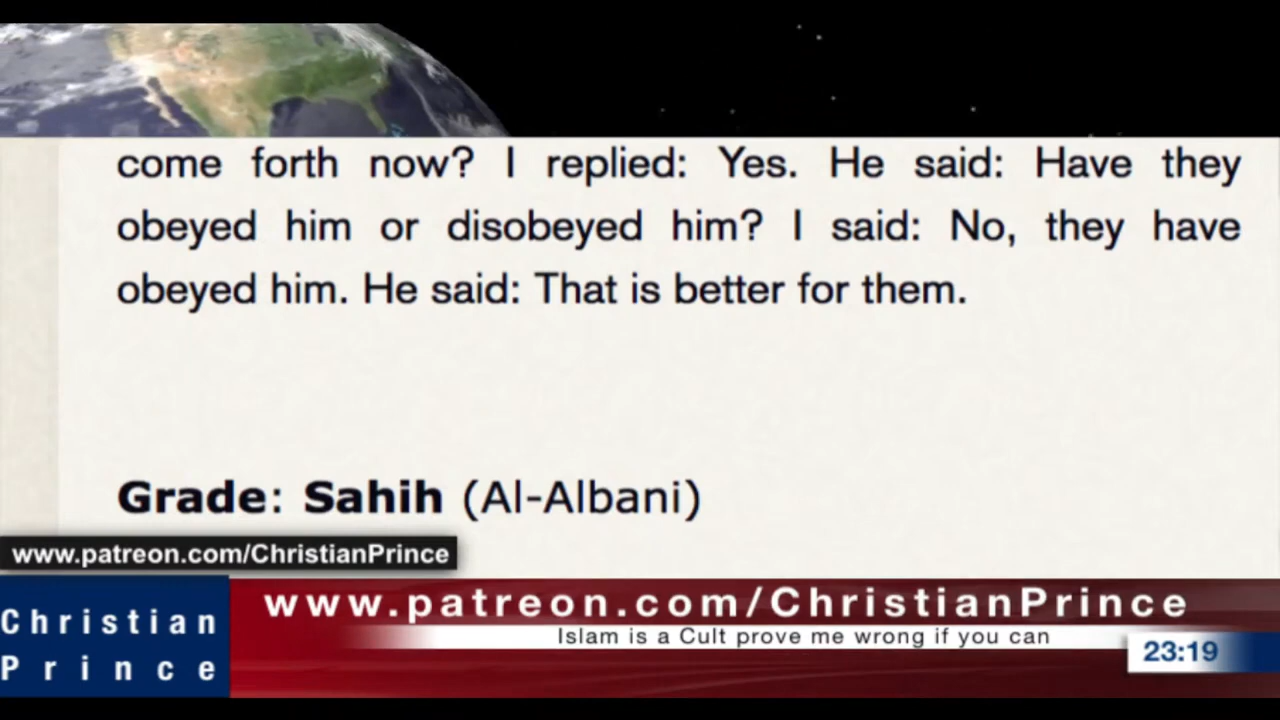 come forth now? I replied: Yes. He said: Have they
obeyed him or disobeyed him? I said: No, they have
obeyed him. He said: That is better for them.
Grade: Sahih (Al-Albani)
www.patreon.com/ChristianPrince
Christian
Prince
www.patreon.com/ChristianPrince
Islam is a Cult prove me wrong if you can
23:19